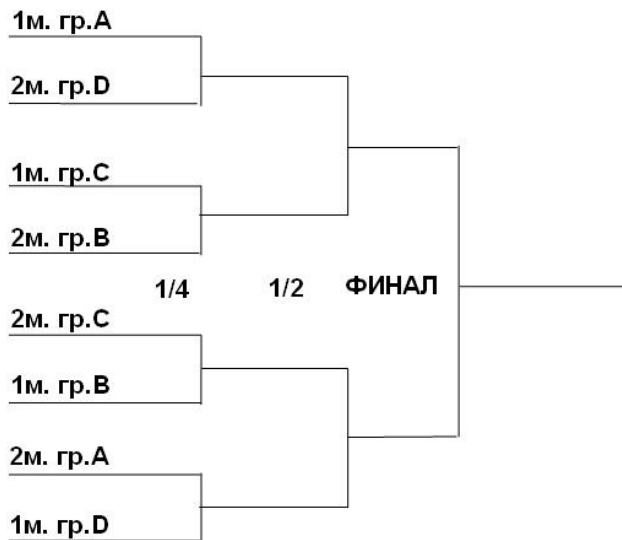 1м. гр.A
2м. гр.D
1м. гр.C
2м. гр.B
1/4 1/2 ФИНАЛ
2м. гр.C
1м. гр.B
2м. гр.A
1м. гр.D